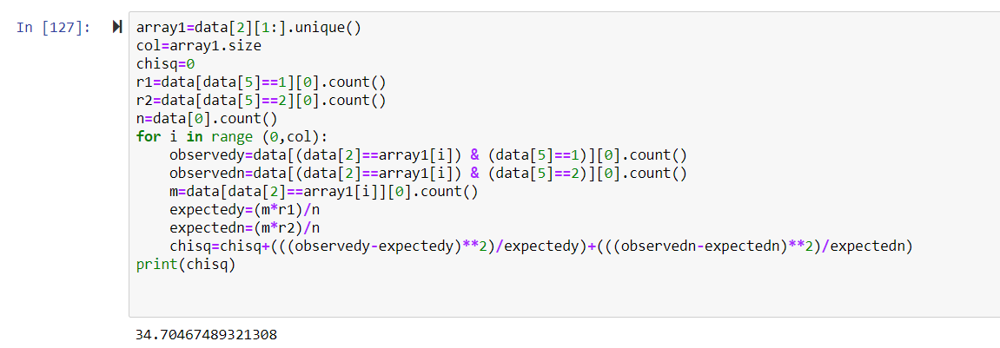 In [127]:
array1=data[2][1:].unique()
col=array1.size
chisq=0
r1=data[data[5]==1][0].count()
r2=data[data[5]==2][0].count()
n=data[0].count()
for i in range (0,col):
    observedy=data[(data[2]==array1[i]) & (data[5]==1)][0].count()
    observedn=data[(data[2]==array1[i]) & (data[5]==2)][0].count()
    m=data[data[2]==array1[i]][0].count()
    expectedy=(m*r1)/n
    expectedn=(m*r2)/n
    chisq=chisq+(((observedy-expectedy)**2)/expectedy)+(((observedn-expectedn)**2)/expectedn)
print(chisq)
34.70467489321308